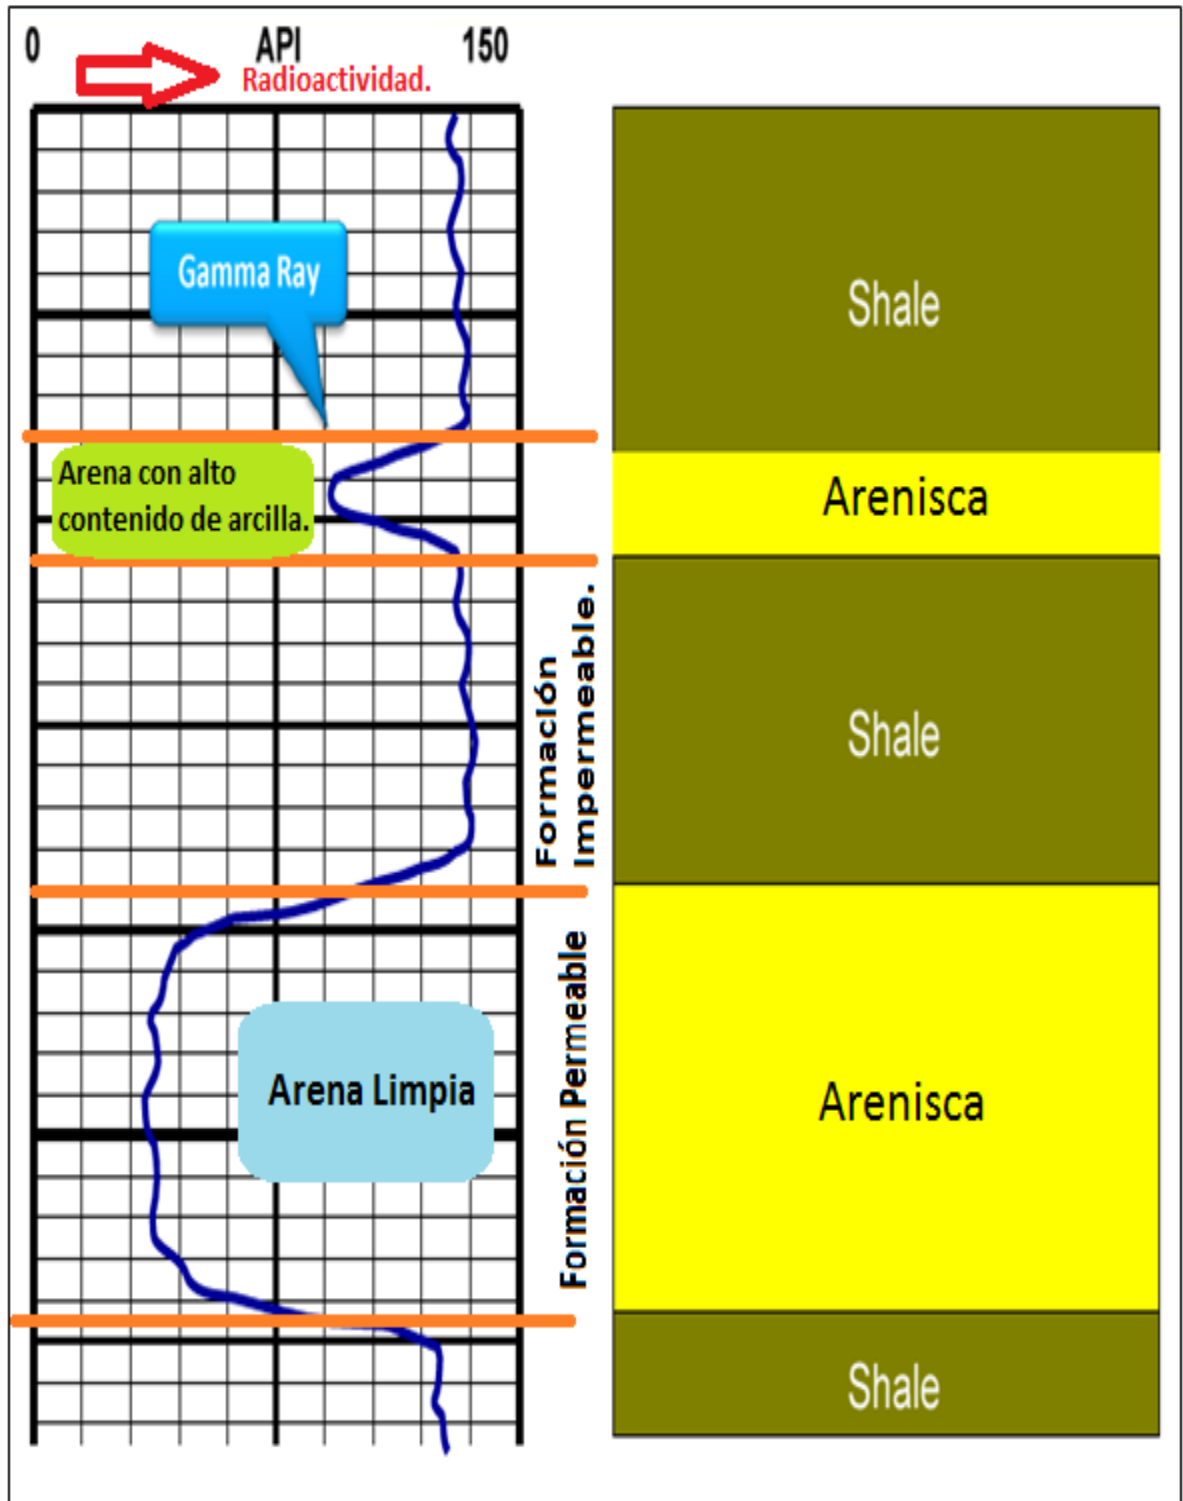 0 API 150
Radioactividad.
Gamma Ray
Shale
Arena con alto
contenido de arcilla.
Arenisca
Formación
Impermeable.
Shale
Formación Permeable
Arena Limpia
Arenisca
Shale